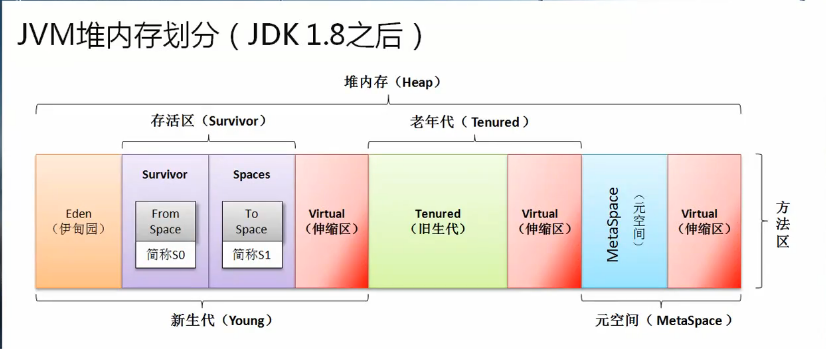 JVM堆内存划分（JDK 1.8之后）
堆内存（Heap）
存活区（Survivor）
老年代（Tenured）
Eden
（伊甸园）
Survivor
From
Space
简称S0
Spaces
To
Space
简称S1
Virtual
（伸缩区）
Tenured
（旧生代）
Virtual
（伸缩区）
MetaSpace
（元空间）
Virtual
（伸缩区）
方法区
新生代（Young）
元空间（MetaSpace）